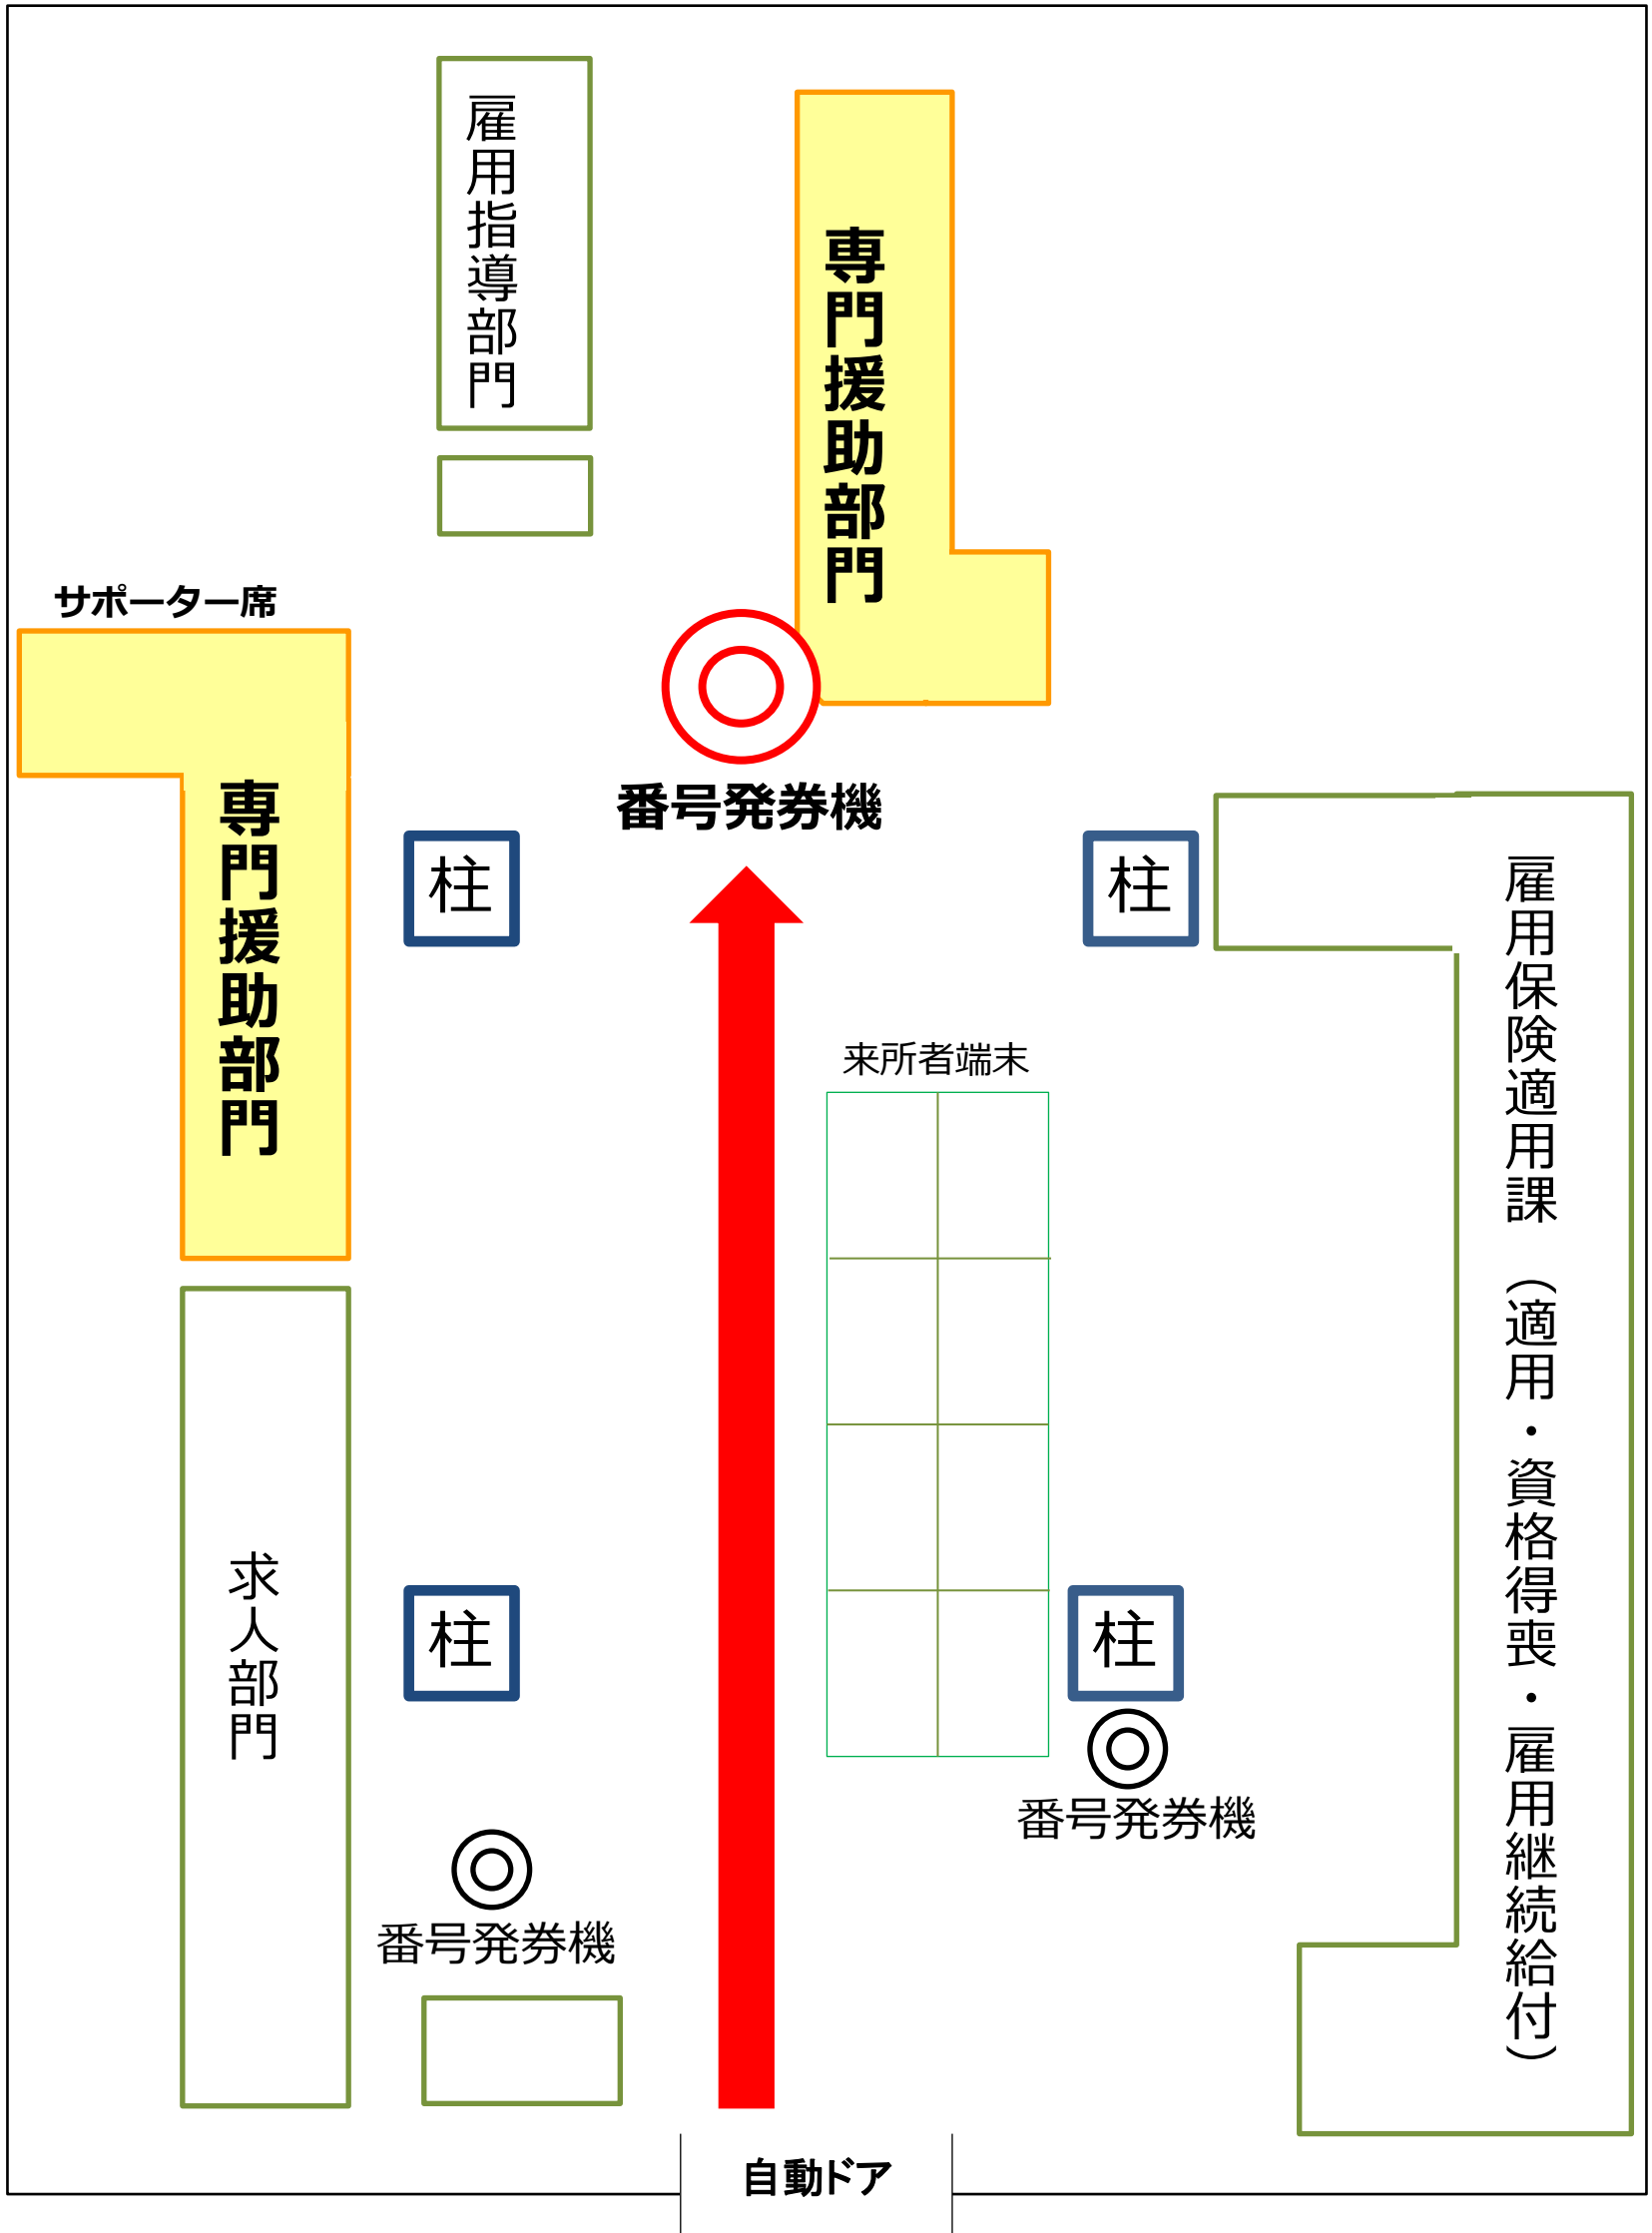 雇用指導部門
専門援助部門
サポーター席
専門援助部門
番号発券機
柱
柱
雇用保険適用課　（適用・資格得喪・雇用継続給付）
来所者端末
求人部門
柱
柱
番号発券機
番号発券機
自動ドア